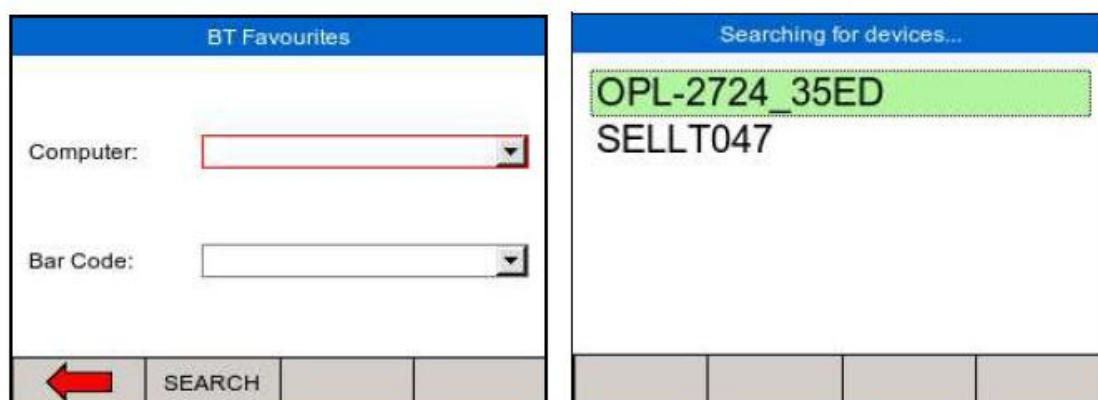 BT Favourites
Computer:
Bar Code:
SEARCH
Searching for devices...
OPL-2724_35ED
SELLT047